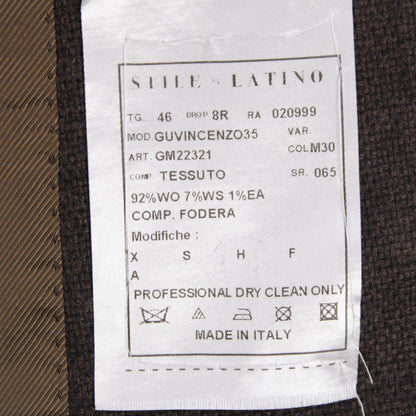 STILE LATINO
TG. 46 DROP 8R RA 020999
MOD. GUVINCENZO35 VAR.
ART. GM22321 COL. M30
COMP. TESSUTO SR. 065
92%WO 7%WS 1%EA
COMP. FODERA
Modifiche :
X S H F
A
PROFESSIONAL DRY CLEAN ONLY
MADE IN ITALY